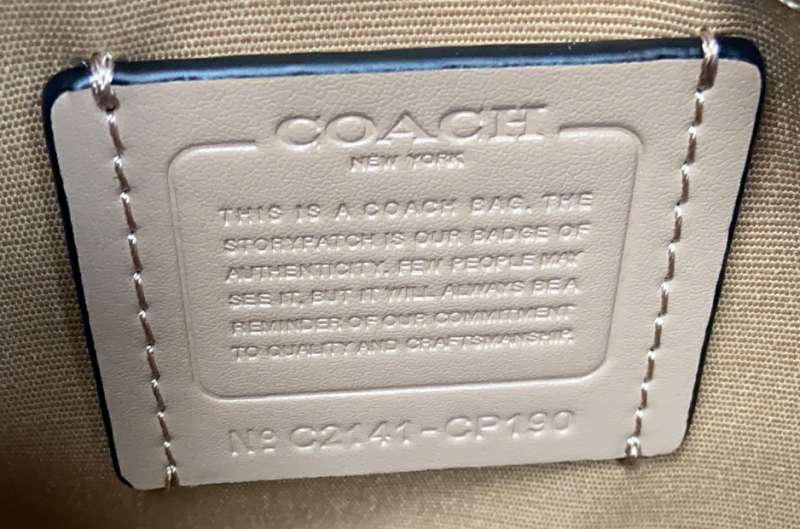 COACH
NEW YORK
THIS IS A COACH BAG. THE
STORYPATCH IS OUR BADGE OF
AUTHENTICITY. FEW PEOPLE MAY
SEE IT, BUT IT WILL ALWAYS BE A
REMINDER OF OUR COMMITMENT
TO QUALITY AND CRAFTSMANSHIP.
Nº C2141-CP190